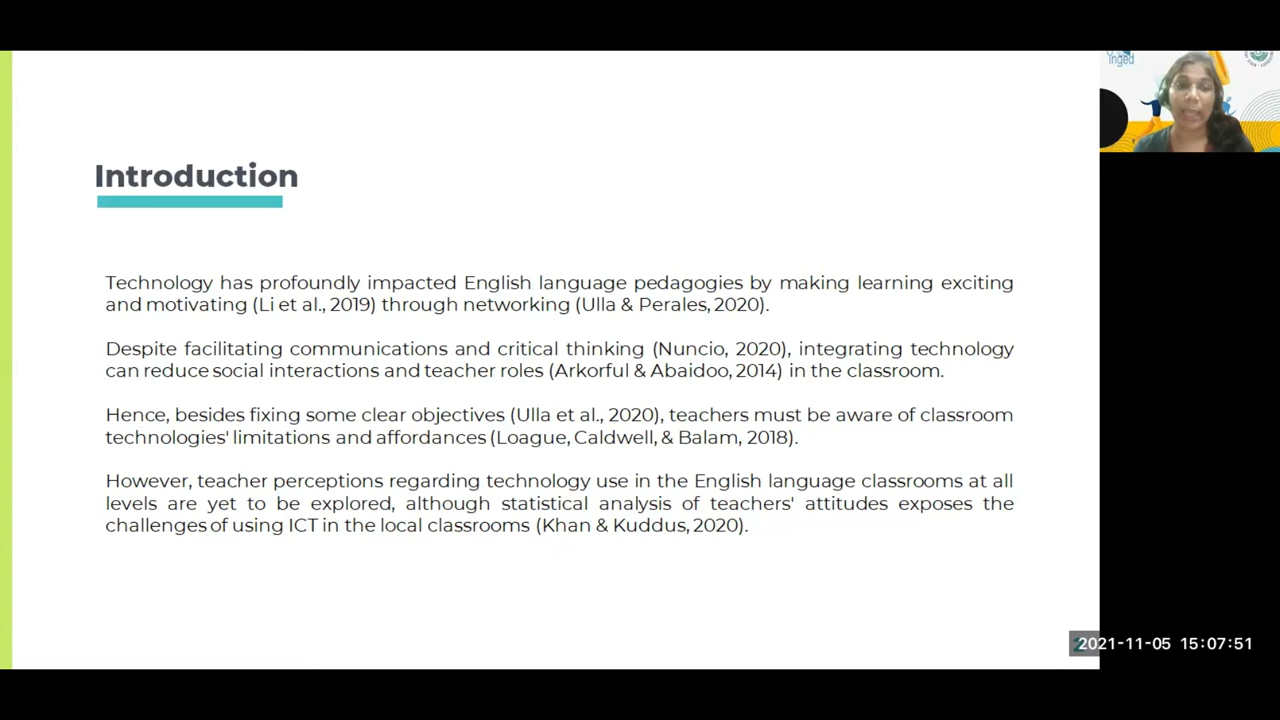 inged
Introduction
Technology has profoundly impacted English language pedagogies by making learning exciting
and motivating (Li et al., 2019) through networking (Ulla & Perales, 2020).
Despite facilitating communications and critical thinking (Nuncio, 2020), integrating technology
can reduce social interactions and teacher roles (Arkorful & Abaidoo, 2014) in the classroom.
Hence, besides fixing some clear objectives (Ulla et al., 2020), teachers must be aware of classroom
technologies' limitations and affordances (Loague, Caldwell, & Balam, 2018).
However, teacher perceptions regarding technology use in the English language classrooms at all
levels are yet to be explored, although statistical analysis of teachers' attitudes exposes the
challenges of using ICT in the local classrooms (Khan & Kuddus, 2020).
2021-11-05 15:07:51